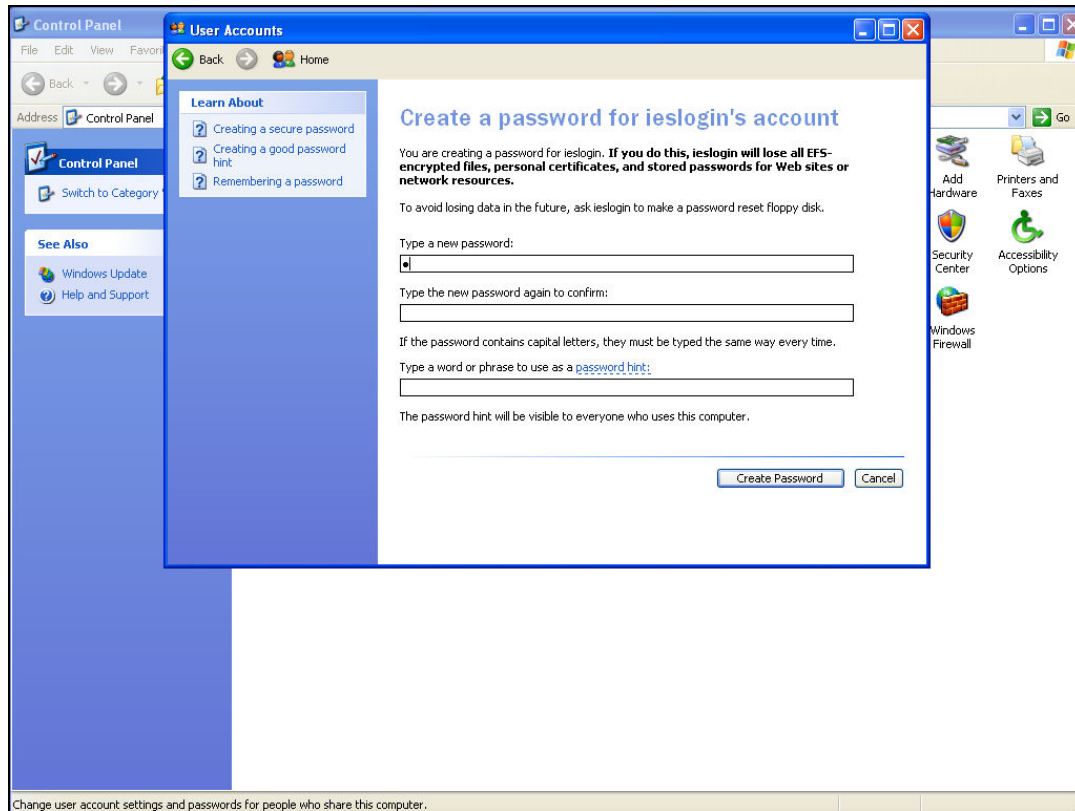 Control Panel
File Edit View
User Accounts
Back Home
Back
Address Control Panel
Go
Control Panel
Switch to Category
See Also
Windows Update
Help and Support
Learn About
Creating a secure password
Creating a good password
hint
Remembering a password
Create a password for ieslogin's account
You are creating a password for ieslogin. If you do this, ieslogin will lose all EFS-
encrypted files, personal certificates, and stored passwords for Web sites or
network resources.
To avoid losing data in the future, ask ieslogin to make a password reset floppy disk.
Type a new password:
Type the new password again to confirm:
If the password contains capital letters, they must be typed the same way every time.
Type a word or phrase to use as a password hint:
The password hint will be visible to everyone who uses this computer.
Create Password Cancel
Add
Hardware
Printers and
Faxes
Security
Center
Accessibility
Options
Windows
Firewall
Change user account settings and passwords for people who share this computer.